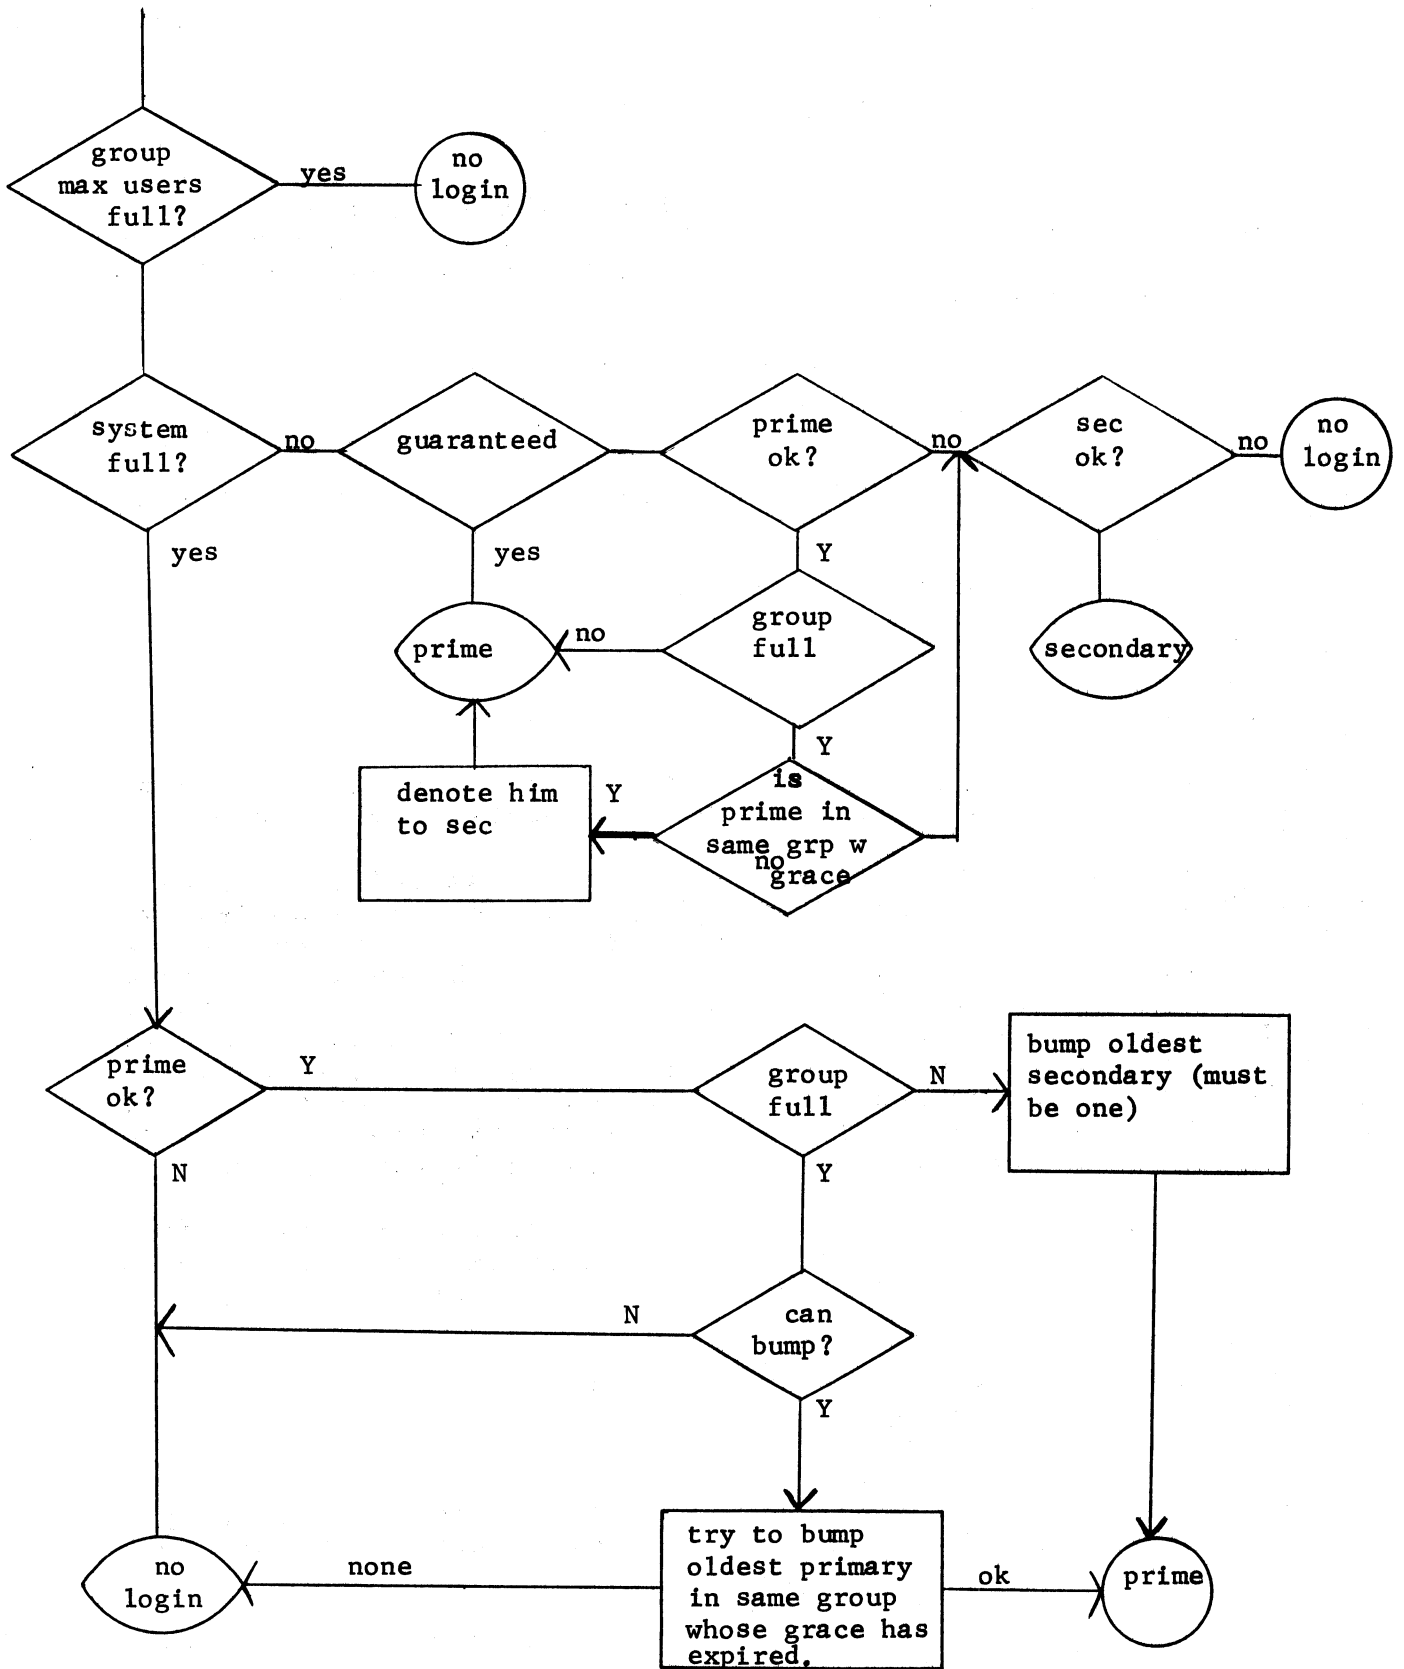 group
max users
full?
yes
no
login
system
full?
no
guaranteed
prime
ok?
no
sec
ok?
no
no
login
yes
yes
Y
prime
no
group
full
secondary
Y
denote him
to sec
Y
is
prime in
same grp w
no
grace
prime
ok?
Y
group
full
N
bump oldest
secondary (must
be one)
N
Y
N
can
bump?
Y
no
login
none
try to bump
oldest primary
in same group
whose grace has
expired.
ok
prime